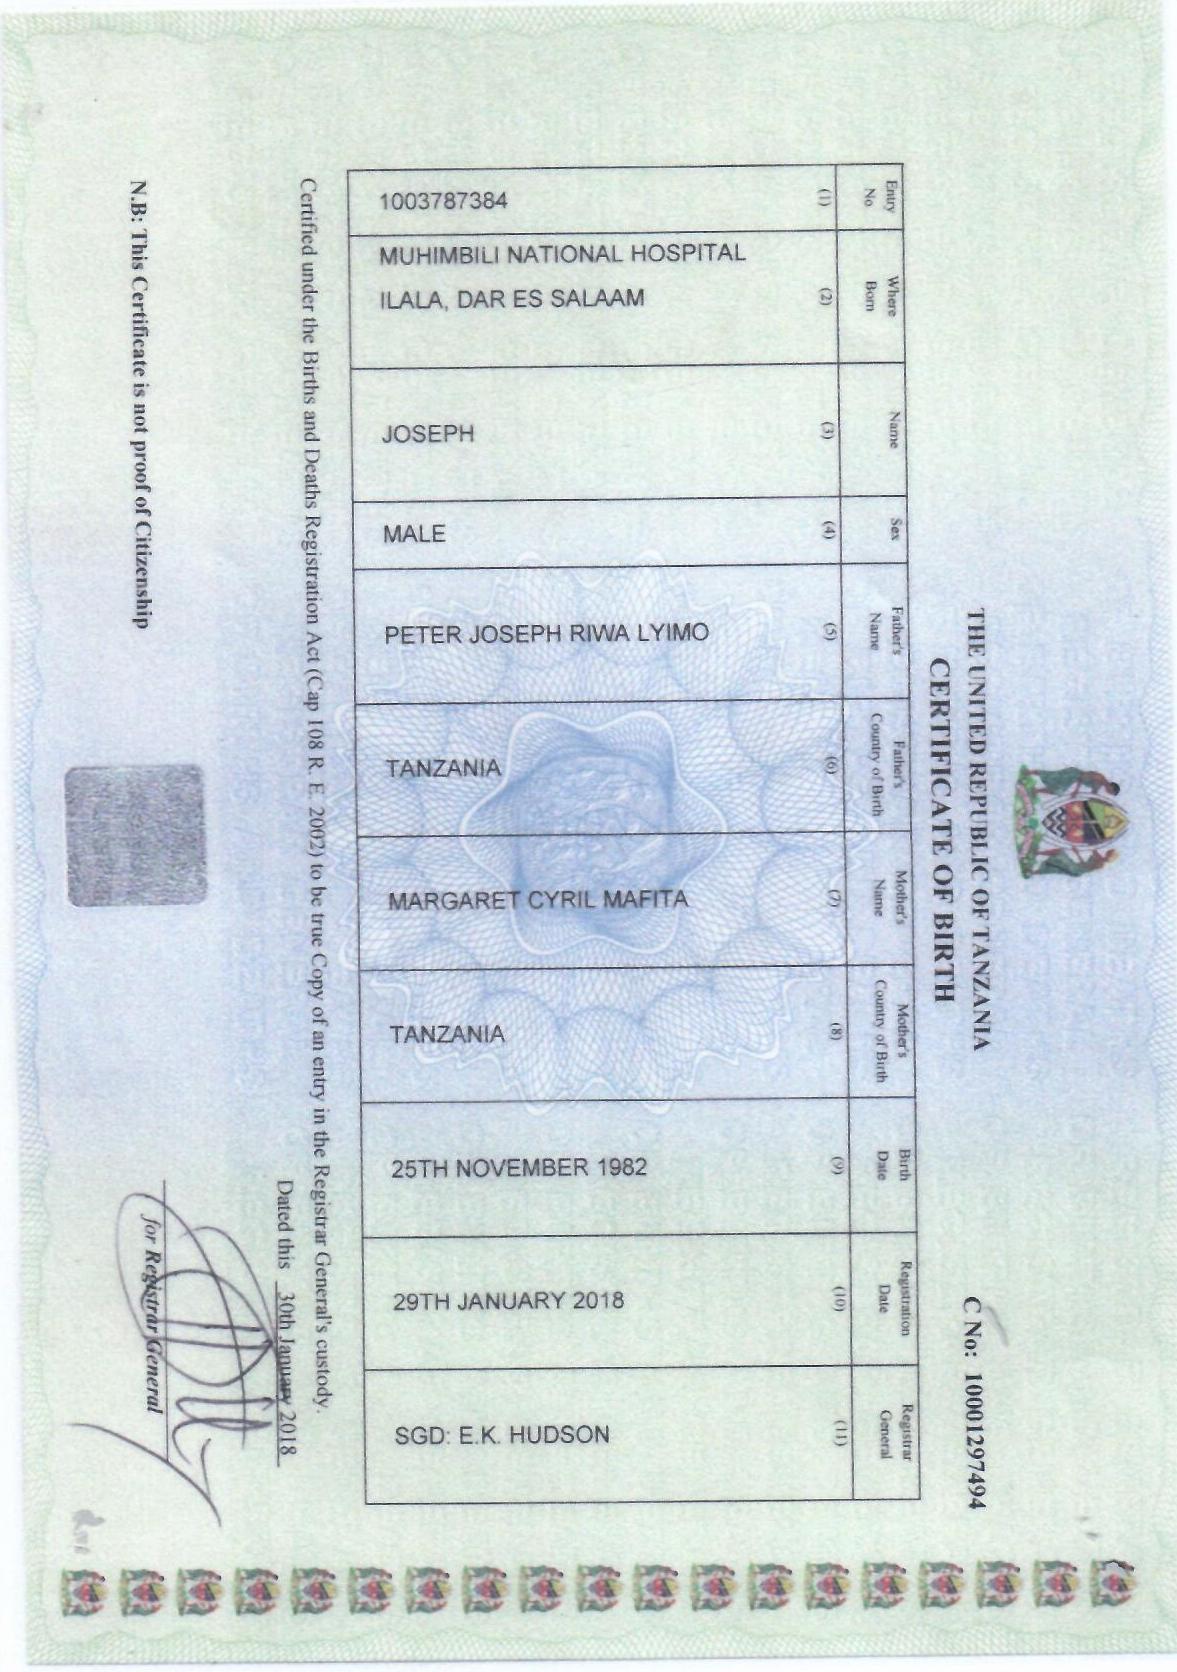 THE UNITED REPUBLIC OF TANZANIA
CERTIFICATE OF BIRTH
C No: 10001297494
Entry No
Where Born
Name
Sex
Father's Name
Father's Country of Birth
Mother's Name
Mother's Country of Birth
Birth Date
Registration Date
Registrar General
(1)
(2)
(3)
(4)
(5)
(6)
(7)
(8)
(9)
(10)
(11)
1003787384
MUHIMBILI NATIONAL HOSPITAL
ILALA, DAR ES SALAAM
JOSEPH
MALE
PETER JOSEPH RIWA LYIMO
TANZANIA
MARGARET CYRIL MAFITA
TANZANIA
25TH NOVEMBER 1982
29TH JANUARY 2018
SGD: E.K. HUDSON
Certified under the Births and Deaths Registration Act (Cap 108 R. E. 2002) to be true Copy of an entry in the Registrar General's custody.
Dated this 30th January 2018
for Registrar General
N.B: This Certificate is not proof of Citizenship